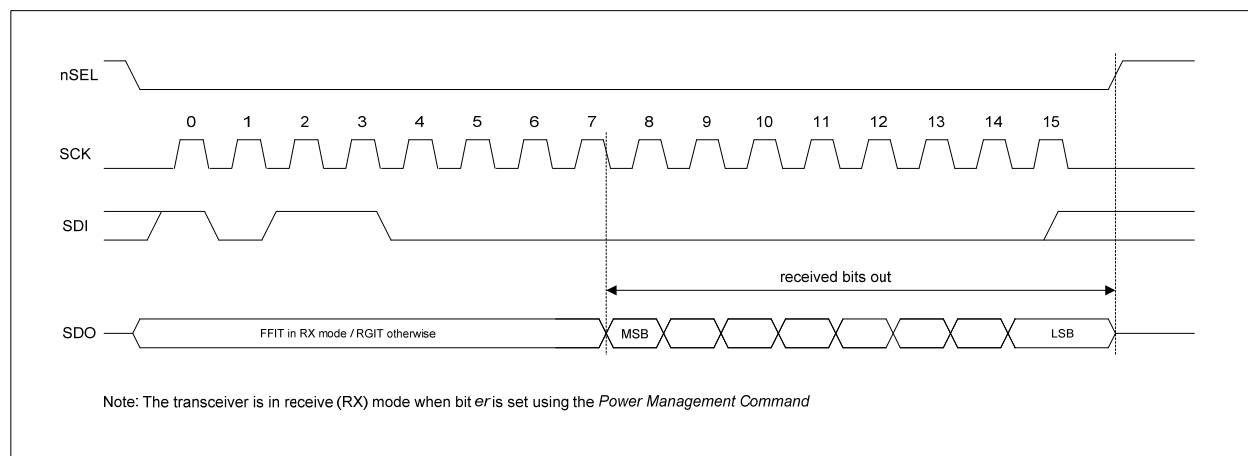 nSEL
0 1 2 3 4 5 6 7 8 9 10 11 12 13 14 15
SCK
SDI
received bits out
SDO
FFIT in RX mode / RGIT otherwise
MSB
LSB
Note: The transceiver is in receive (RX) mode when bit er is set using the Power Management Command